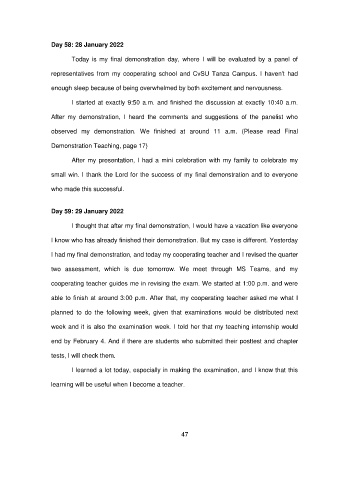 Day 58: 28 January 2022
Today is my final demonstration day, where I will be evaluated by a panel of
representatives from my cooperating school and CvSU Tanza Campus. I haven't had
enough sleep because of being overwhelmed by both excitement and nervousness.
I started at exactly 9:50 a.m. and finished the discussion at exactly 10:40 a.m.
After my demonstration, I heard the comments and suggestions of the panelist who
observed my demonstration. We finished at around 11 a.m. (Please read Final
Demonstration Teaching, page 17)
After my presentation, I had a mini celebration with my family to celebrate my
small win. I thank the Lord for the success of my final demonstration and to everyone
who made this successful.
Day 59: 29 January 2022
I thought that after my final demonstration, I would have a vacation like everyone
I know who has already finished their demonstration. But my case is different. Yesterday
I had my final demonstration, and today my cooperating teacher and I revised the quarter
two assessment, which is due tomorrow. We meet through MS Teams, and my
cooperating teacher guides me in revising the exam. We started at 1:00 p.m. and were
able to finish at around 3:00 p.m. After that, my cooperating teacher asked me what I
planned to do the following week, given that examinations would be distributed next
week and it is also the examination week. I told her that my teaching internship would
end by February 4. And if there are students who submitted their posttest and chapter
tests, I will check them.
I learned a lot today, especially in making the examination, and I know that this
learning will be useful when I become a teacher.
47